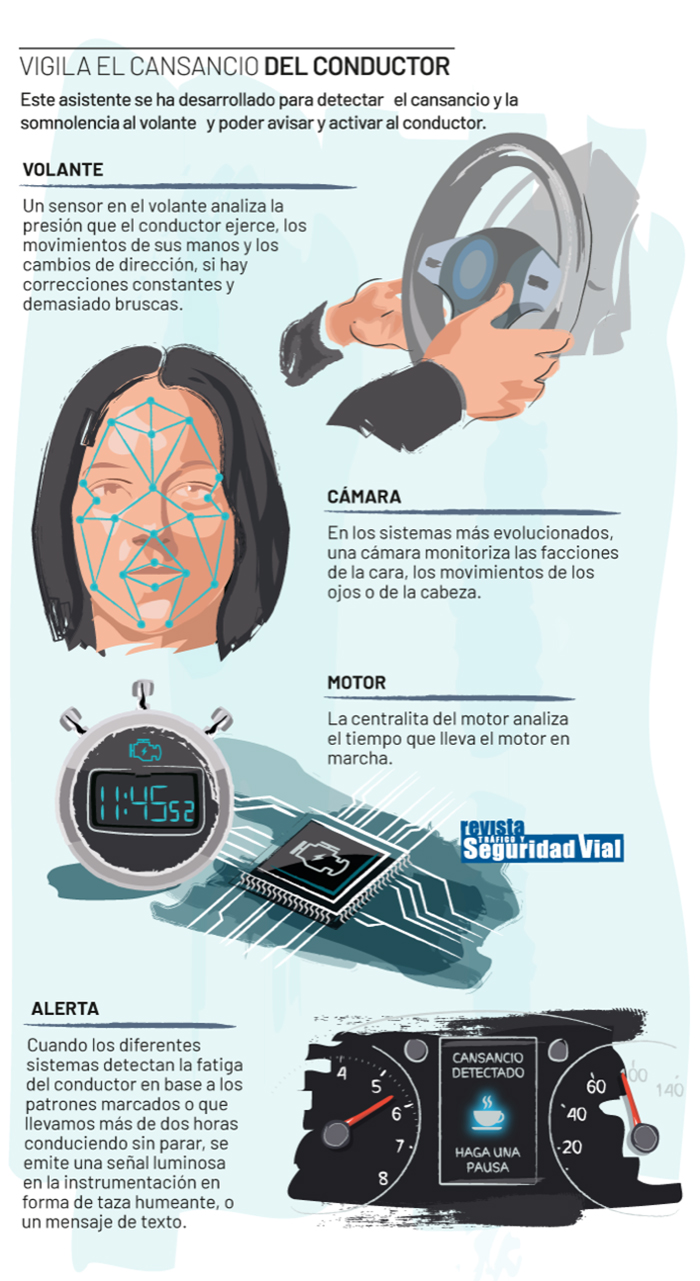 VIGILA EL CANSANCIO DEL CONDUCTOR
Este asistente se ha desarrollado para detectar el cansancio y la
somnolencia al volante y poder avisar y activar al conductor.
VOLANTE
Un sensor en el volante analiza la
presión que el conductor ejerce, los
movimientos de sus manos y los
cambios de dirección, si hay
correcciones constantes y
demasiado bruscas.
CÁMARA
En los sistemas más evolucionados,
una cámara monitoriza las facciones
de la cara, los movimientos de los
ojos o de la cabeza.
MOTOR
La centralita del motor analiza
el tiempo que lleva el motor en
marcha.
11:45 52
revista
TRÁFICO Y
Seguridad Vial
ALERTA
Cuando los diferentes
sistemas detectan la fatiga
del conductor en base a los
patrones marcados o que
llevamos más de dos horas
conduciendo sin parar, se
emite una señal luminosa
en la instrumentación en
forma de taza humeante, o
un mensaje de texto.
4
5
6
7
8
CANSANCIO
DETECTADO
HAGA UNA
PAUSA
20
40
60
100
140